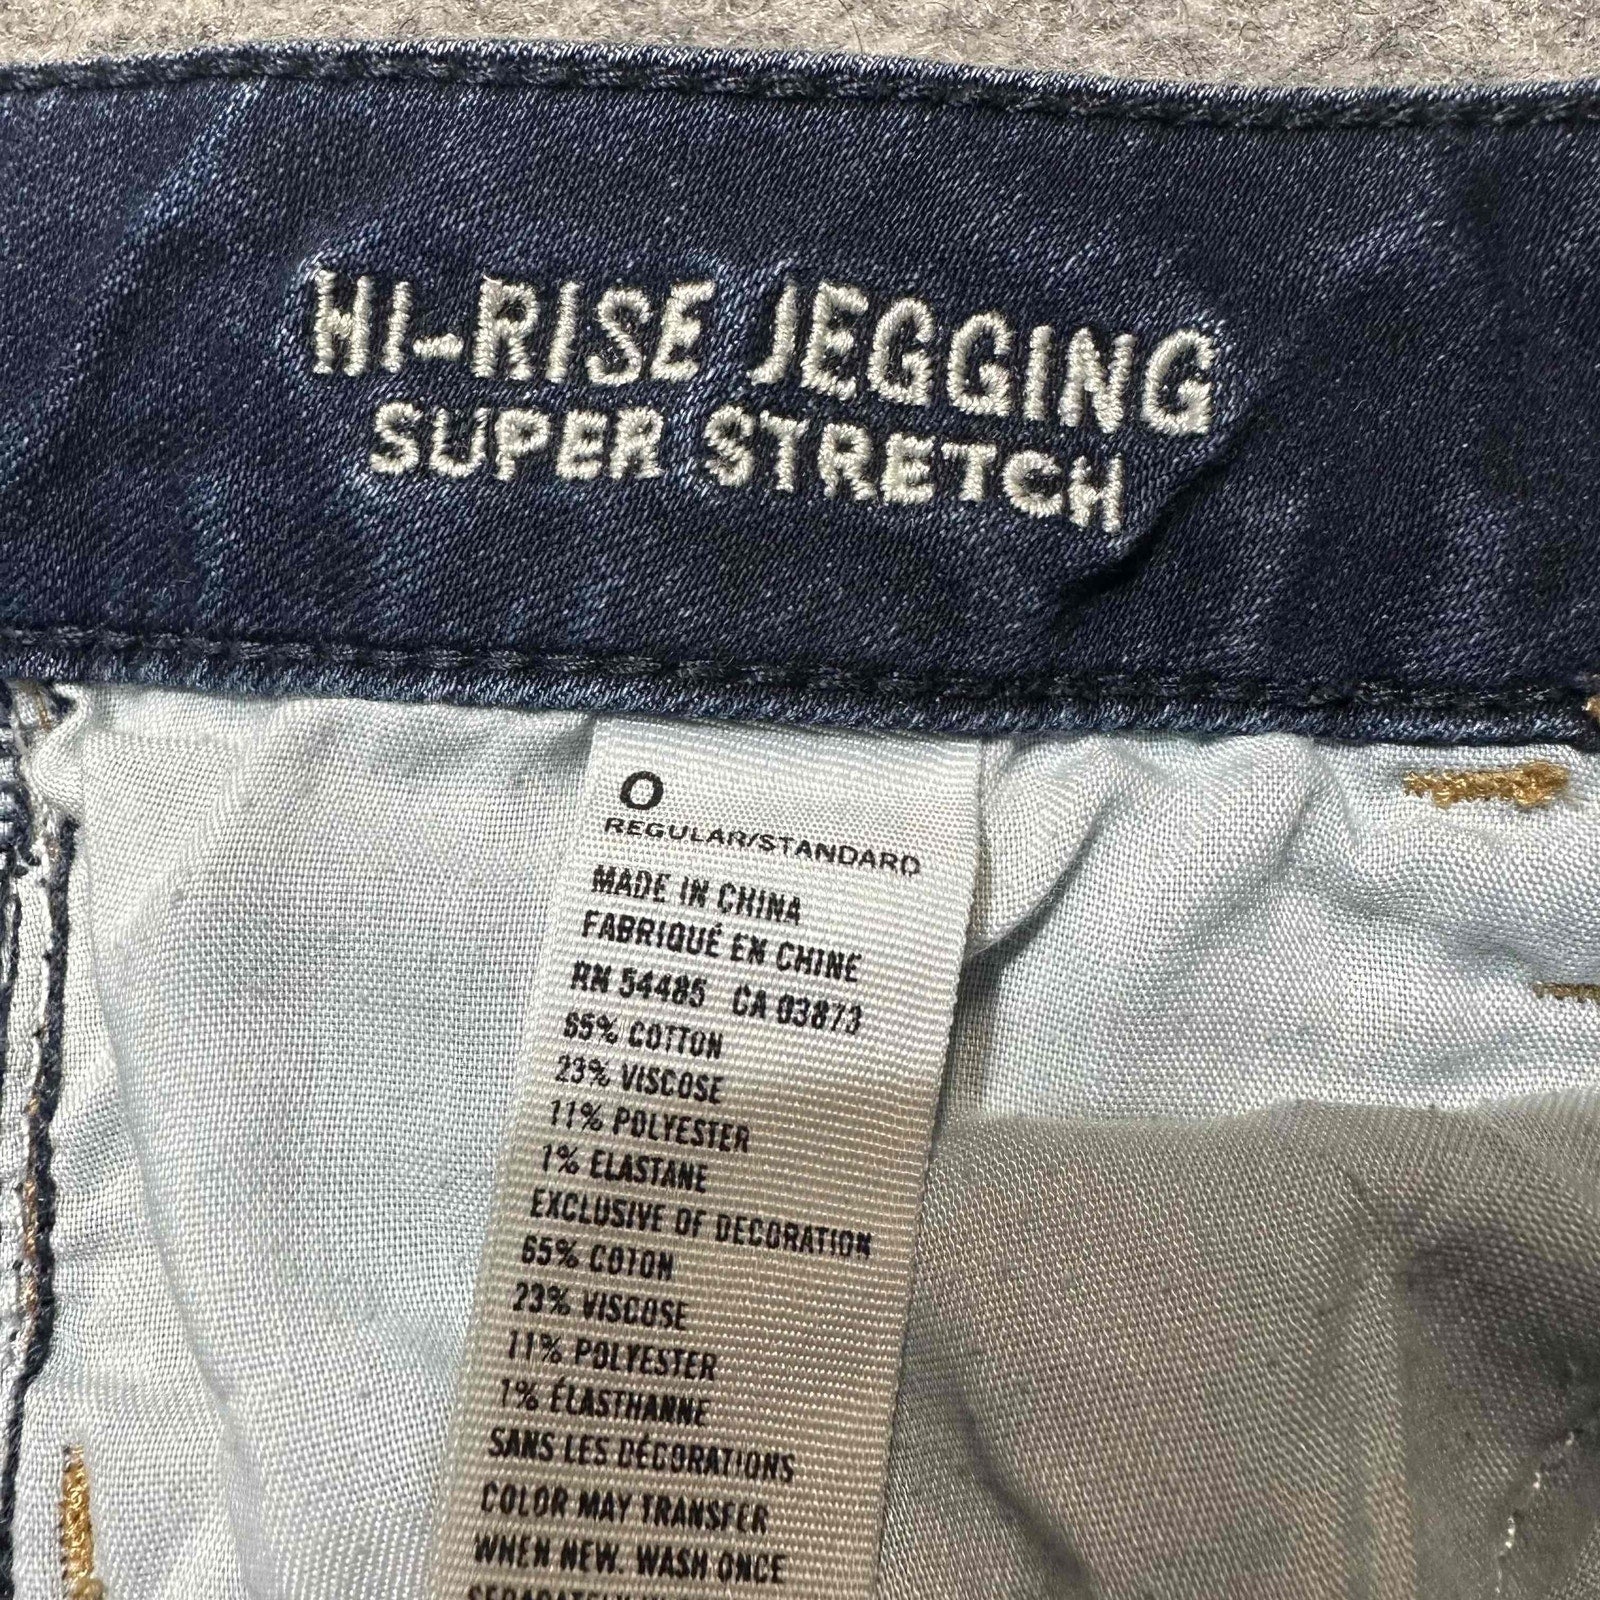 HI-RISE JEGGING
SUPER STRETCH
0
REGULAR/STANDARD
MADE IN CHINA
FABRIQUÉ EN CHINE
RN 54485 CA 03873
65% COTTON
23% VISCOSE
11% POLYESTER
1% ELASTANE
EXCLUSIVE OF DECORATION
65% COTON
23% VISCOSE
11% POLYESTER
1% ÉLASTHANNE
SANS LES DÉCORATIONS
COLOR MAY TRANSFER
WHEN NEW. WASH ONCE
SEPARATELY